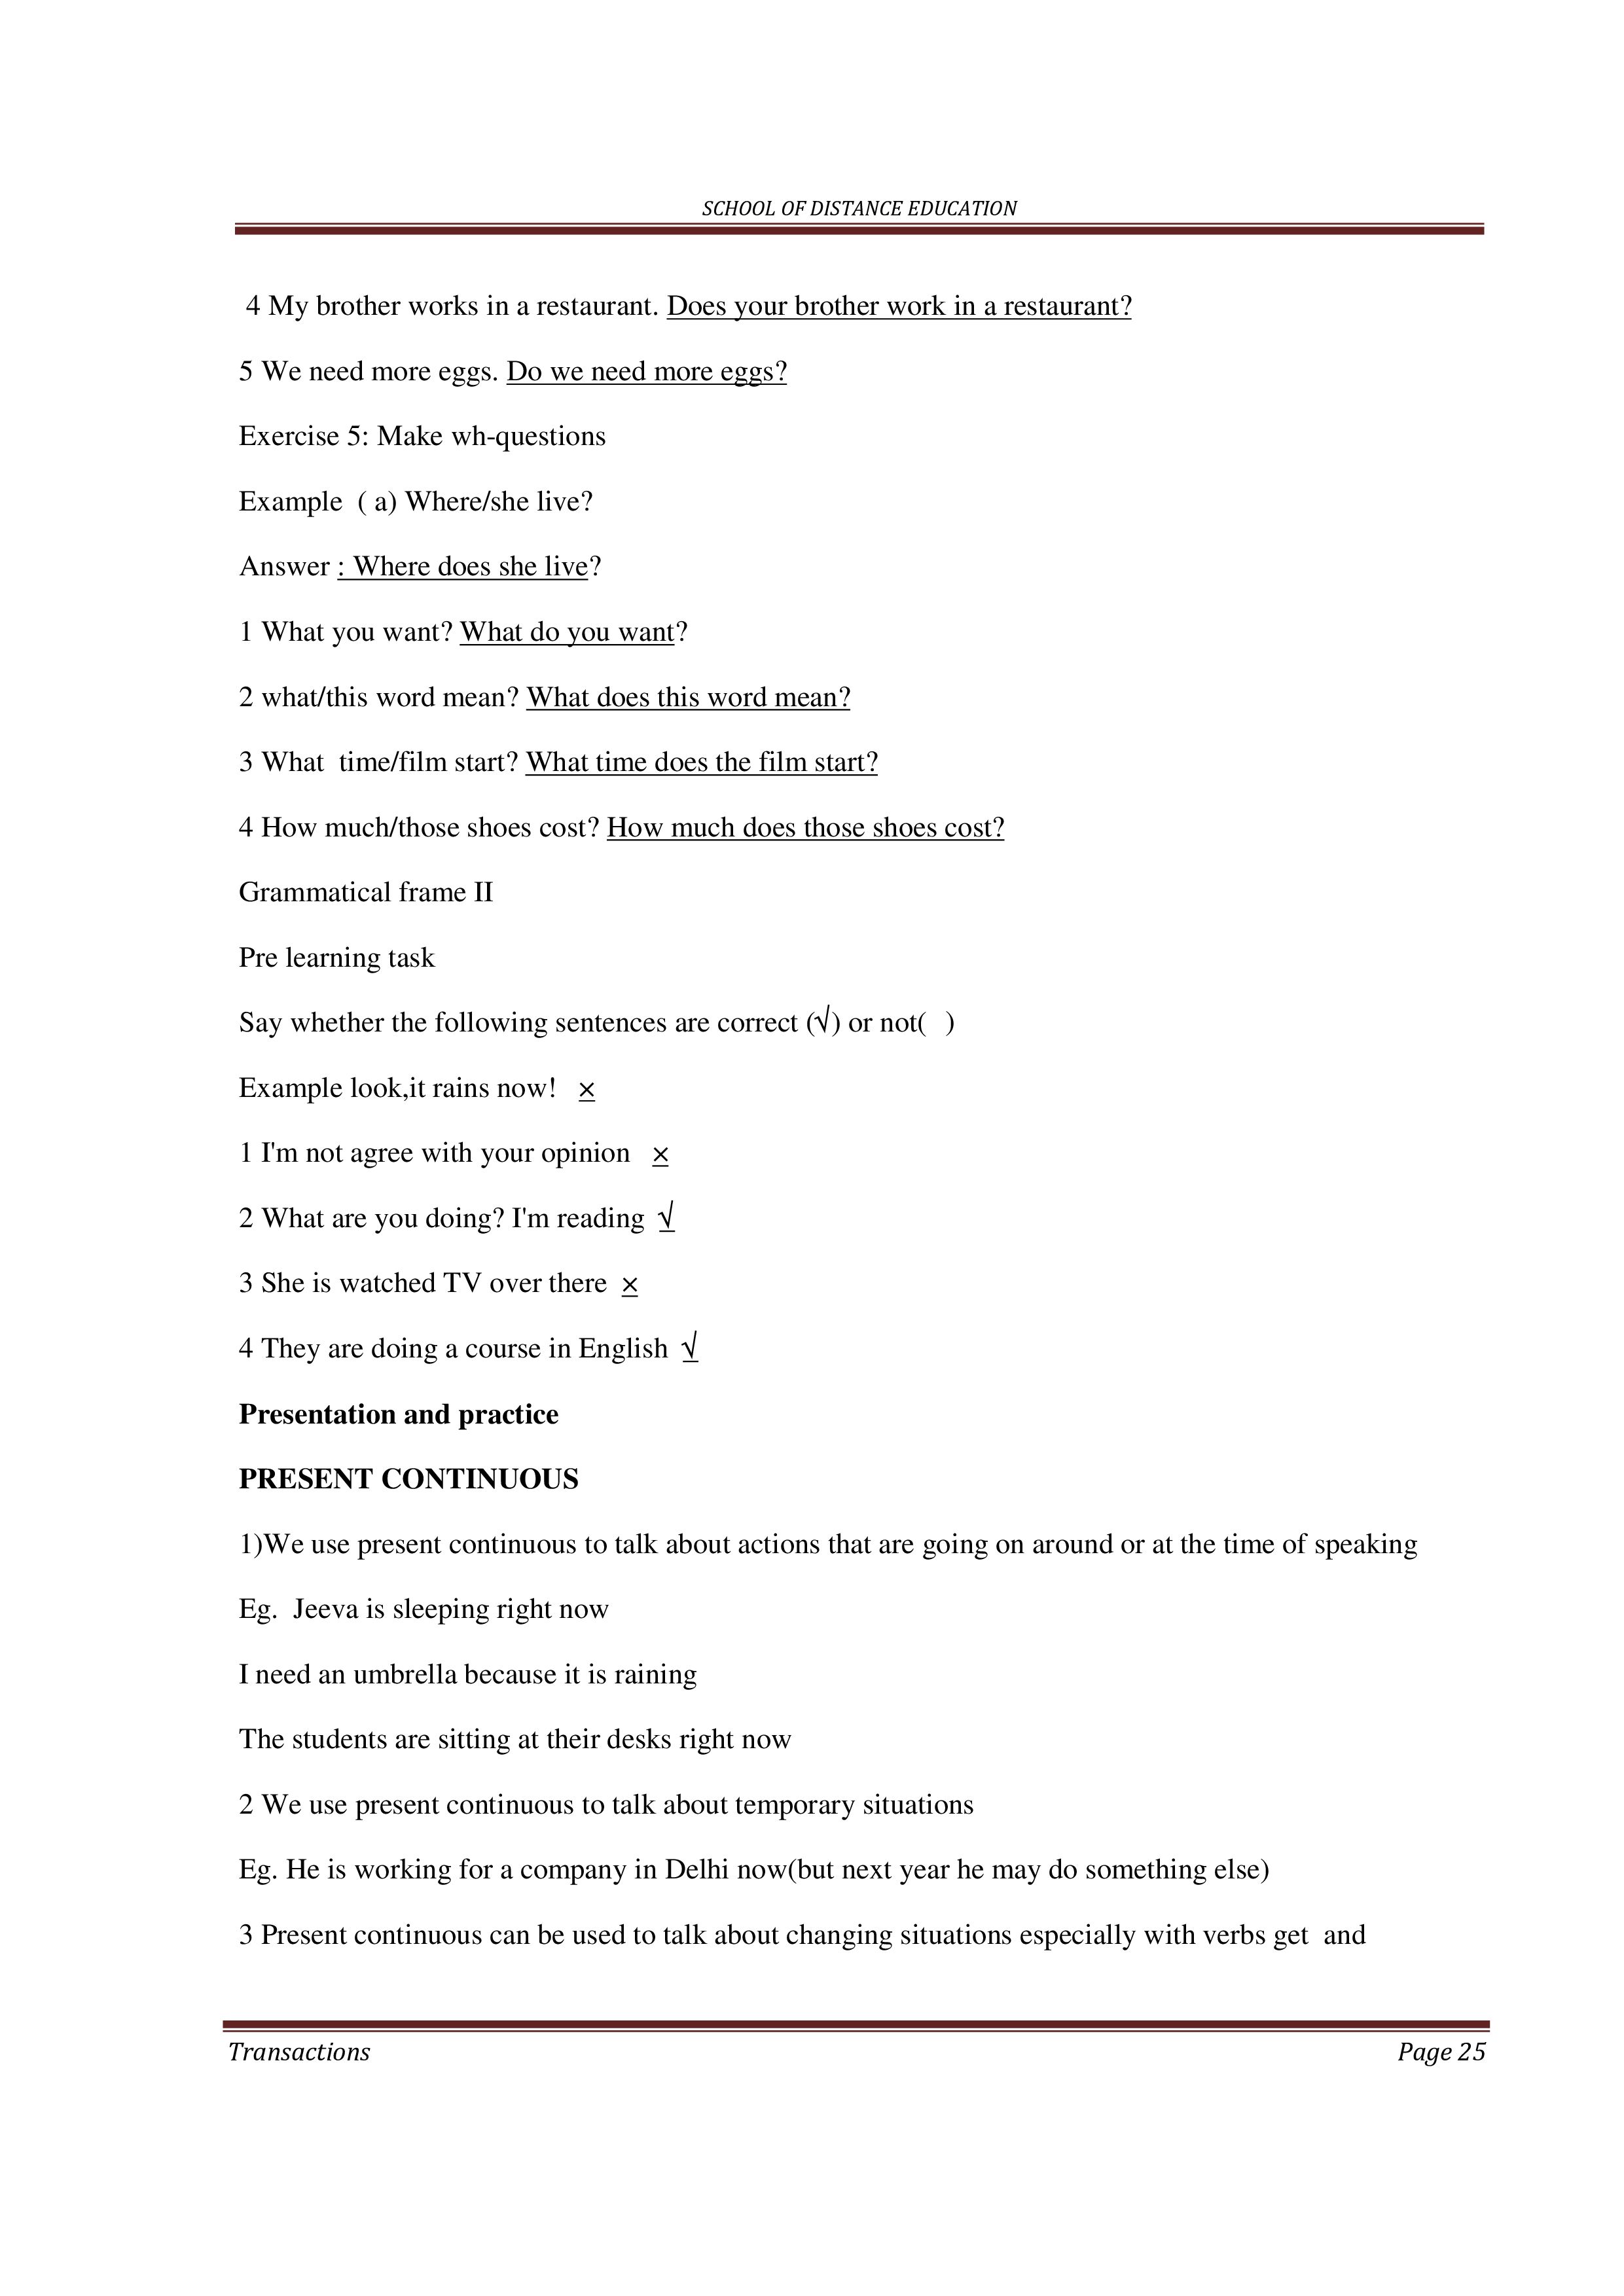 SCHOOL OF DISTANCE EDUCATION
4 My brother works in a restaurant. Does your brother work in a restaurant?
5 We need more eggs. Do we need more eggs?
Exercise 5: Make wh-questions
Example  ( a) Where/she live?
Answer : Where does she live?
1 What you want? What do you want?
2 what/this word mean? What does this word mean?
3 What  time/film start? What time does the film start?
4 How much/those shoes cost? How much does those shoes cost?
Grammatical frame II
Pre learning task
Say whether the following sentences are correct (√) or not(  )
Example look,it rains now!  ×
1 I'm not agree with your opinion  ×
2 What are you doing? I'm reading  √
3 She is watched TV over there  ×
4 They are doing a course in English  √
Presentation and practice
PRESENT CONTINUOUS
1)We use present continuous to talk about actions that are going on around or at the time of speaking
Eg.  Jeeva is sleeping right now
I need an umbrella because it is raining
The students are sitting at their desks right now
2 We use present continuous to talk about temporary situations
Eg. He is working for a company in Delhi now(but next year he may do something else)
3 Present continuous can be used to talk about changing situations especially with verbs get  and
Transactions Page 25